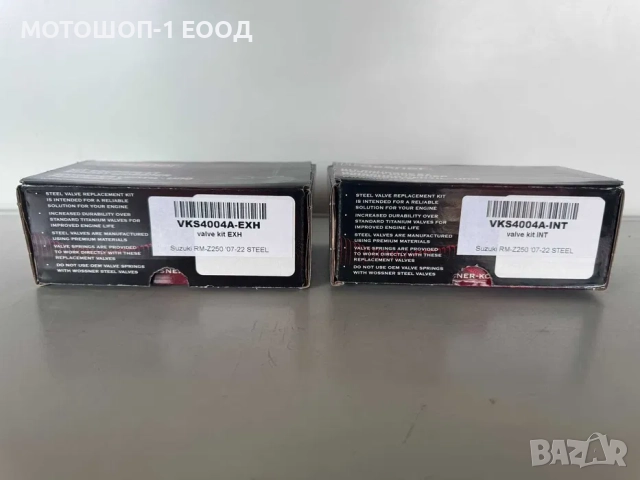 МОТОШОП-1 ЕООД
STEEL VALVE REPLACEMENT KIT
IS INTENDED FOR A RELIABLE
SOLUTION FOR YOUR ENGINE
INCREASED DURABILITY OVER
STANDARD TITANIUM VALVES FOR
IMPROVED ENGINE LIFE
STEEL VALVES ARE MANUFACTURED
USING PREMIUM MATERIALS
VALVE SPRINGS ARE PROVIDED
TO WORK DIRECTLY WITH THESE
REPLACEMENT VALVES
DO NOT USE OEM VALVE SPRINGS
WITH WOSSNER STEEL VALVES
VKS4004A-EXH
valve kit EXH
Suzuki RM-Z250 '07-22 STEEL
STEEL VALVE REPLACEMENT KIT
IS INTENDED FOR A RELIABLE
SOLUTION FOR YOUR ENGINE
INCREASED DURABILITY OVER
STANDARD TITANIUM VALVES FOR
IMPROVED ENGINE LIFE
STEEL VALVES ARE MANUFACTURED
USING PREMIUM MATERIALS
VALVE SPRINGS ARE PROVIDED
TO WORK DIRECTLY WITH THESE
REPLACEMENT VALVES
DO NOT USE OEM VALVE SPRINGS
WITH WOSSNER STEEL VALVES
VKS4004A-INT
valve kit INT
Suzuki RM-Z250 '07-22 STEEL
BAZAR